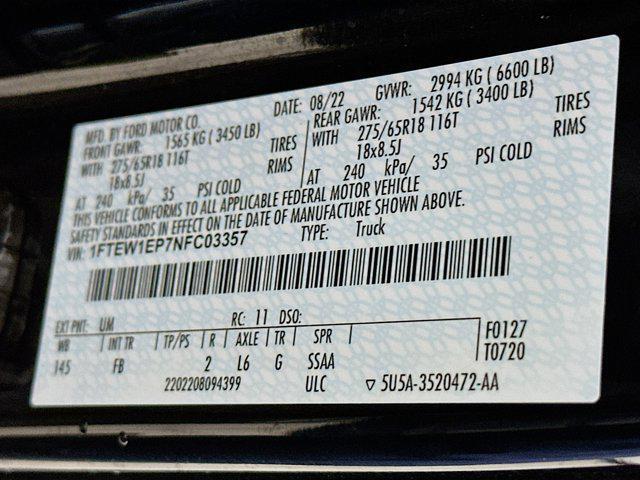 MFD. BY FORD MOTOR CO.
DATE: 08/22 GVWR: 2994 KG ( 6600 LB)
FRONT GAWR: 1565 KG ( 3450 LB) REAR GAWR: 1542 KG ( 3400 LB)
WITH 275/65R18 116T TIRES WITH 275/65R18 116T TIRES
18x8.5J RIMS 18x8.5J RIMS
AT 240 kPa/ 35 PSI COLD AT 240 kPa/ 35 PSI COLD
THIS VEHICLE CONFORMS TO ALL APPLICABLE FEDERAL MOTOR VEHICLE
SAFETY STANDARDS IN EFFECT ON THE DATE OF MANUFACTURE SHOWN ABOVE.
VIN: 1FTEW1EP7NFC03357 TYPE: Truck
EXT PNT: UM RC: 11 DSO:
WB INT TR TP/PS R AXLE TR SPR F0127
145 FB 2 L6 G SSAA T0720
2202208094399 ULC ▽ 5U5A-3520472-AA